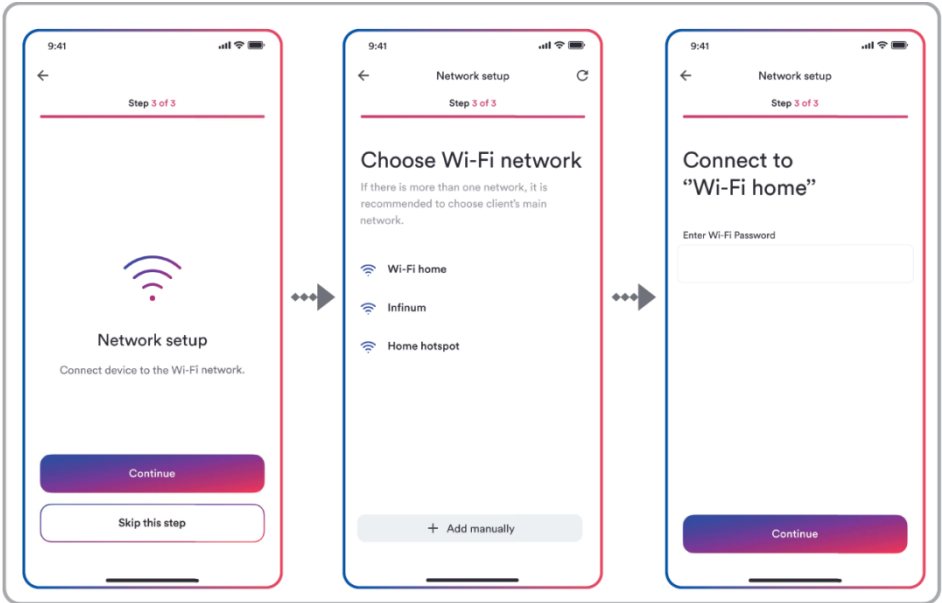 9:41
Step 3 of 3
Network setup
Connect device to the Wi-Fi network.
Continue
Skip this step
9:41
Network setup
Step 3 of 3
Choose Wi-Fi network
If there is more than one network, it is
recommended to choose client's main
network.
Wi-Fi home
Infinum
Home hotspot
+ Add manually
9:41
Network setup
Step 3 of 3
Connect to
“Wi-Fi home”
Enter Wi-Fi Password
Continue